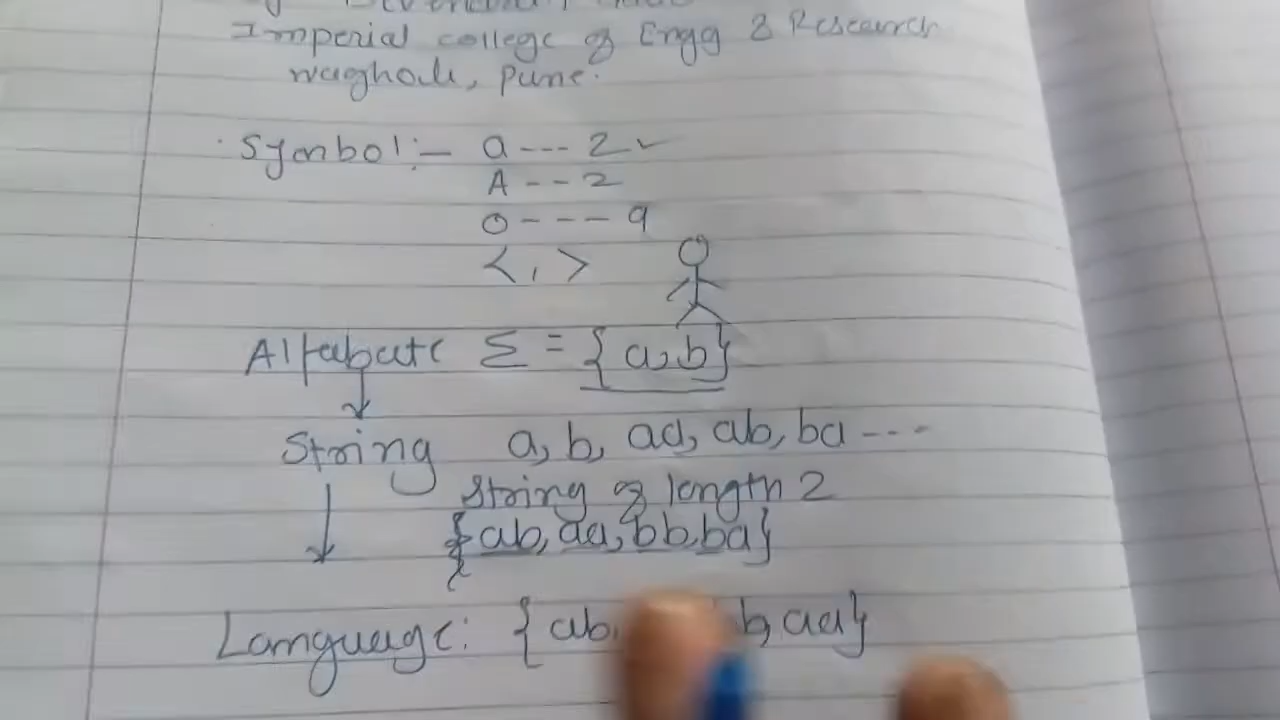 Imperial college of Engg & Research
wagholi, pune.
Symbol:- a --- z
A -- z
0 --- 9
<, >
Alfabate Σ = {a,b}
String a, b, aa, ab, ba ---
String of length 2
{ab, aa, bb, ba}
Language: {ab, b, aa}